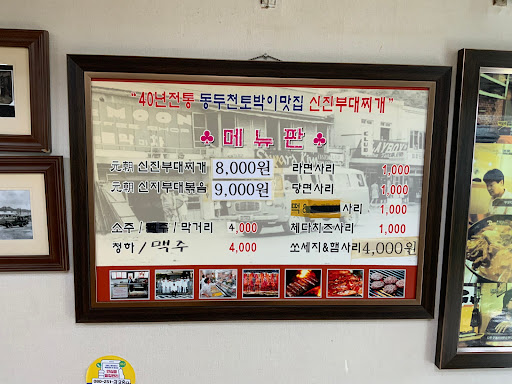 "40년전통 동두천토박이맛집 신진부대찌개"
♣ 메뉴판 ♣
元朝 신진부대찌개 8,000원
元朝 신진부대볶음 9,000원
소주 / 막거리 4,000
정하 / 맥주 4,000
라면사리 1,000
당면사리 1,000
떡& 사리 1,000
체다치즈사리 1,000
쏘세지&햄사리 4,000원